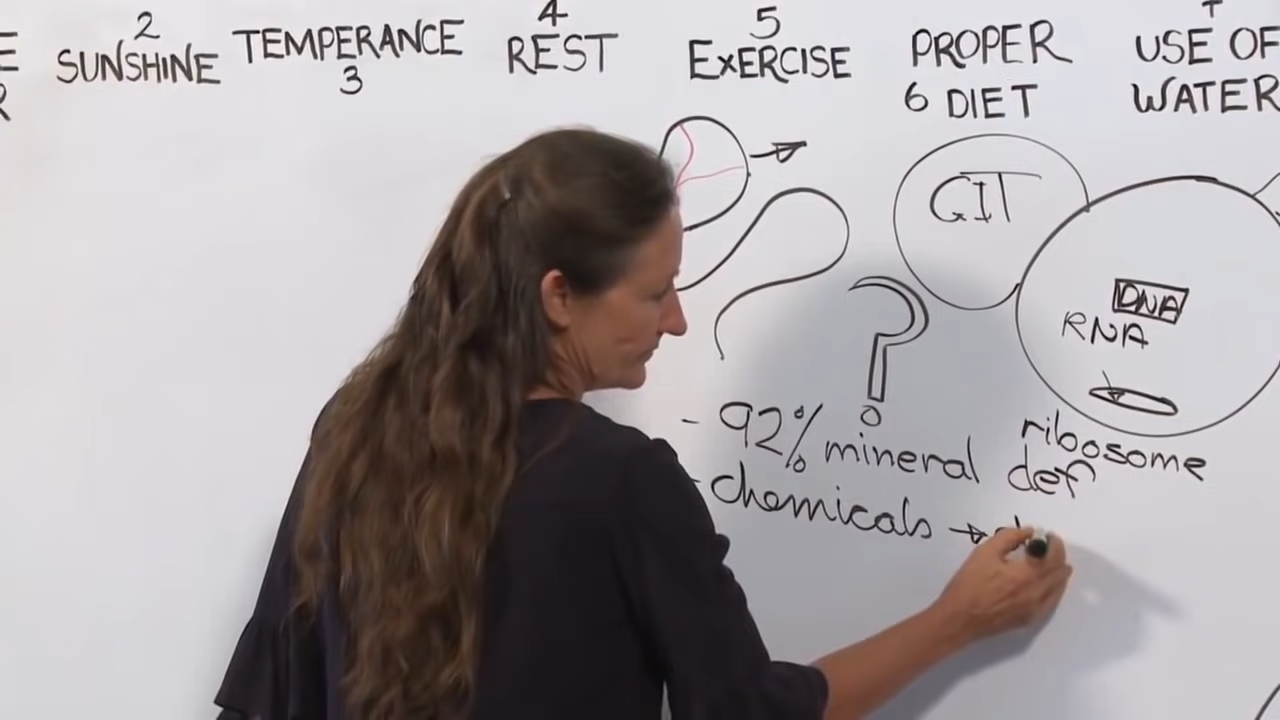 2
SUNSHINE
TEMPERANCE
3
4
REST
5
EXERCISE
PROPER
6 DIET
USE OF
WATER
GIT
DNA
RNA
ribosome
- 92% mineral def
- chemicals →